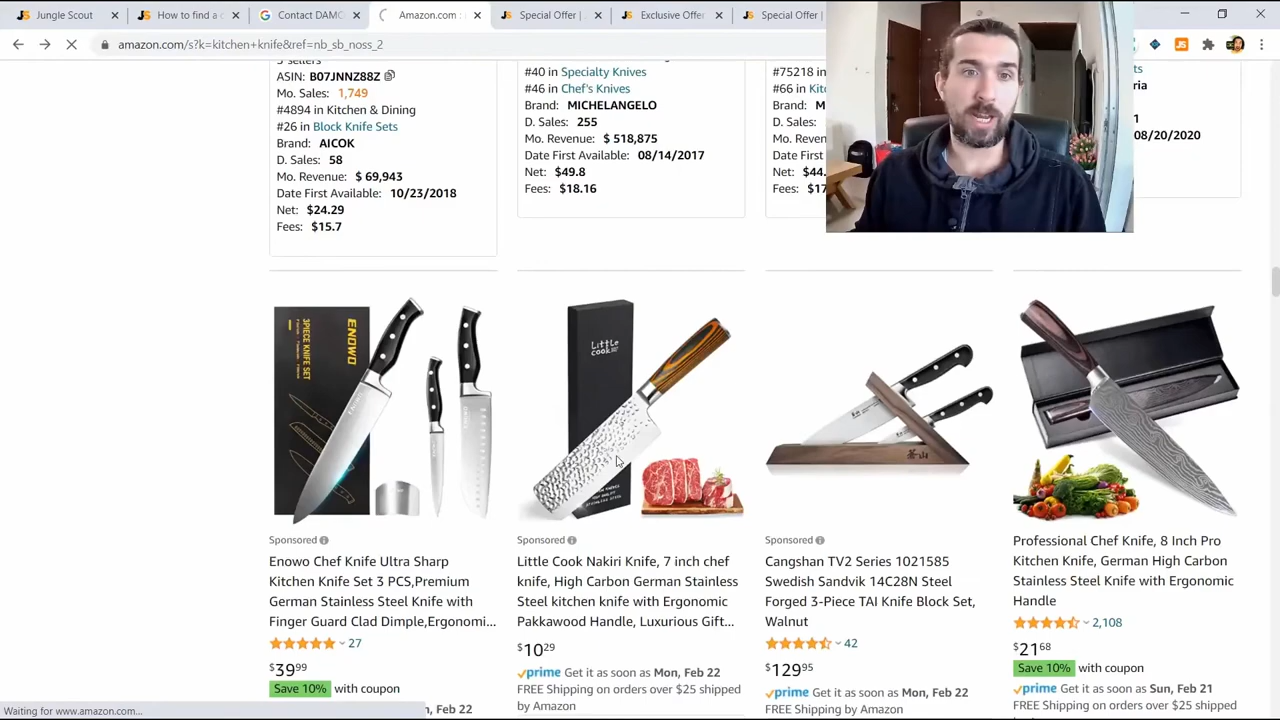 Jungle Scout
How to find a c
Contact DAMO
Amazon.com :
Special Offer |
Exclusive Offer
Special Offer |
amazon.com/s?k=kitchen+knife&ref=nb_sb_noss_2
ASIN: B07JNNZ88Z
Mo. Sales: 1,749
#4894 in Kitchen & Dining
#26 in Block Knife Sets
Brand: AICOK
D. Sales: 58
Mo. Revenue: $ 69,943
Date First Available: 10/23/2018
Net: $24.29
Fees: $15.7
#40 in Specialty Knives
#46 in Chef's Knives
Brand: MICHELANGELO
D. Sales: 255
Mo. Revenue: $ 518,875
Date First Available: 08/14/2017
Net: $49.8
Fees: $18.16
#75218 in
#66 in Kitc
Brand: M
D. Sales:
Mo. Reve
Date First
Net: $44.
Fees: $17
ts
ria
1
08/20/2020
ENOWO
3PIECE KNIFE SET
Little
cook
Sponsored
Enowo Chef Knife Ultra Sharp
Kitchen Knife Set 3 PCS,Premium
German Stainless Steel Knife with
Finger Guard Clad Dimple,Ergonomi...
27
$39.99
Save 10% with coupon
n, Feb 22
Sponsored
Little Cook Nakiri Knife, 7 inch chef
knife, High Carbon German Stainless
Steel kitchen knife with Ergonomic
Pakkawood Handle, Luxurious Gift...
$10.29
prime Get it as soon as Mon, Feb 22
FREE Shipping on orders over $25 shipped
by Amazon
Sponsored
Cangshan TV2 Series 1021585
Swedish Sandvik 14C28N Steel
Forged 3-Piece TAI Knife Block Set,
Walnut
42
$129.95
prime Get it as soon as Mon, Feb 22
FREE Shipping by Amazon
Professional Chef Knife, 8 Inch Pro
Kitchen Knife, German High Carbon
Stainless Steel Knife with Ergonomic
Handle
2,108
$21.68
Save 10% with coupon
prime Get it as soon as Sun, Feb 21
FREE Shipping on orders over $25 shipped
Waiting for www.amazon.com...